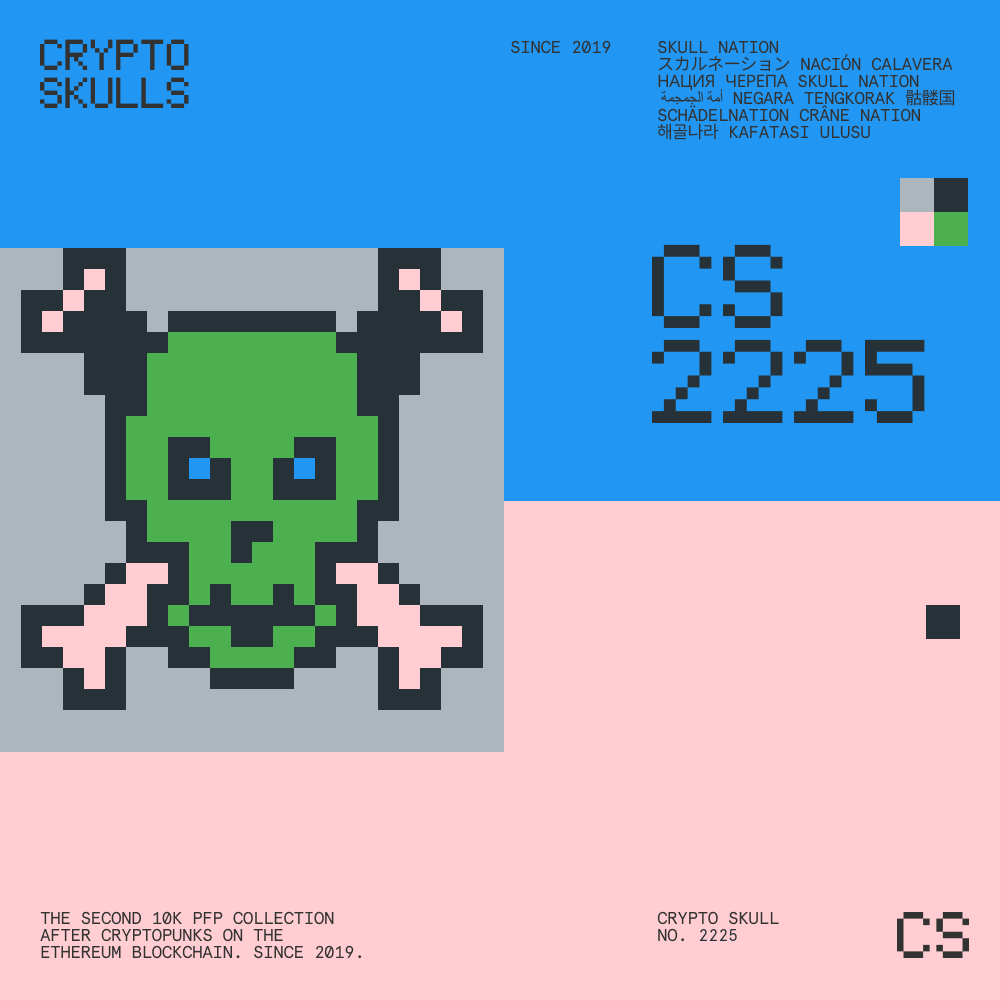 CRYPTO
SKULLS
SINCE 2019
SKULL NATION
スカルネーション NACIÓN CALAVERA
НАЦИЯ ЧЕРЕПА SKULL NATION
أمة الجمجمة NEGARA TENGKORAK 骷髅国
SCHÄDELNATION CRÂNE NATION
해골나라 KAFATASI ULUSU
CS
2225
THE SECOND 10K PFP COLLECTION
AFTER CRYPTOPUNKS ON THE
ETHEREUM BLOCKCHAIN. SINCE 2019.
CRYPTO SKULL
NO. 2225
CS